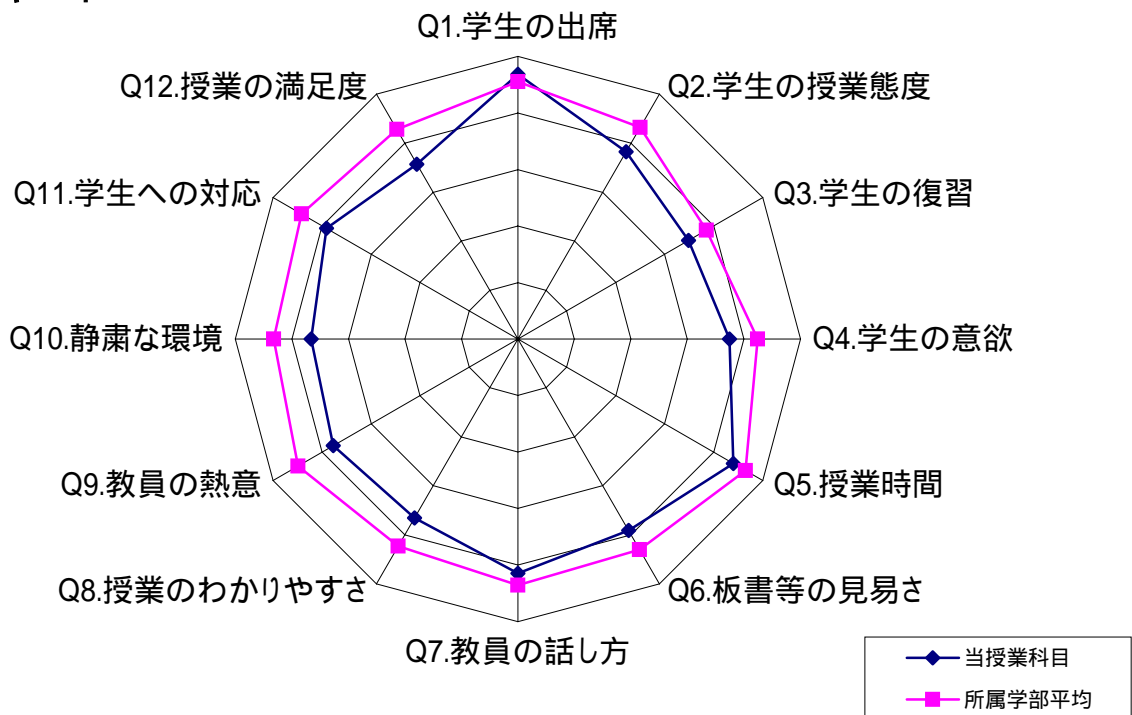 Q1.学生の出席
Q2.学生の授業態度
Q3.学生の復習
Q4.学生の意欲
Q5.授業時間
Q6.板書等の見易さ
Q7.教員の話し方
Q8.授業のわかりやすさ
Q9.教員の熱意
Q10.静粛な環境
Q11.学生への対応
Q12.授業の満足度
当授業科目
所属学部平均